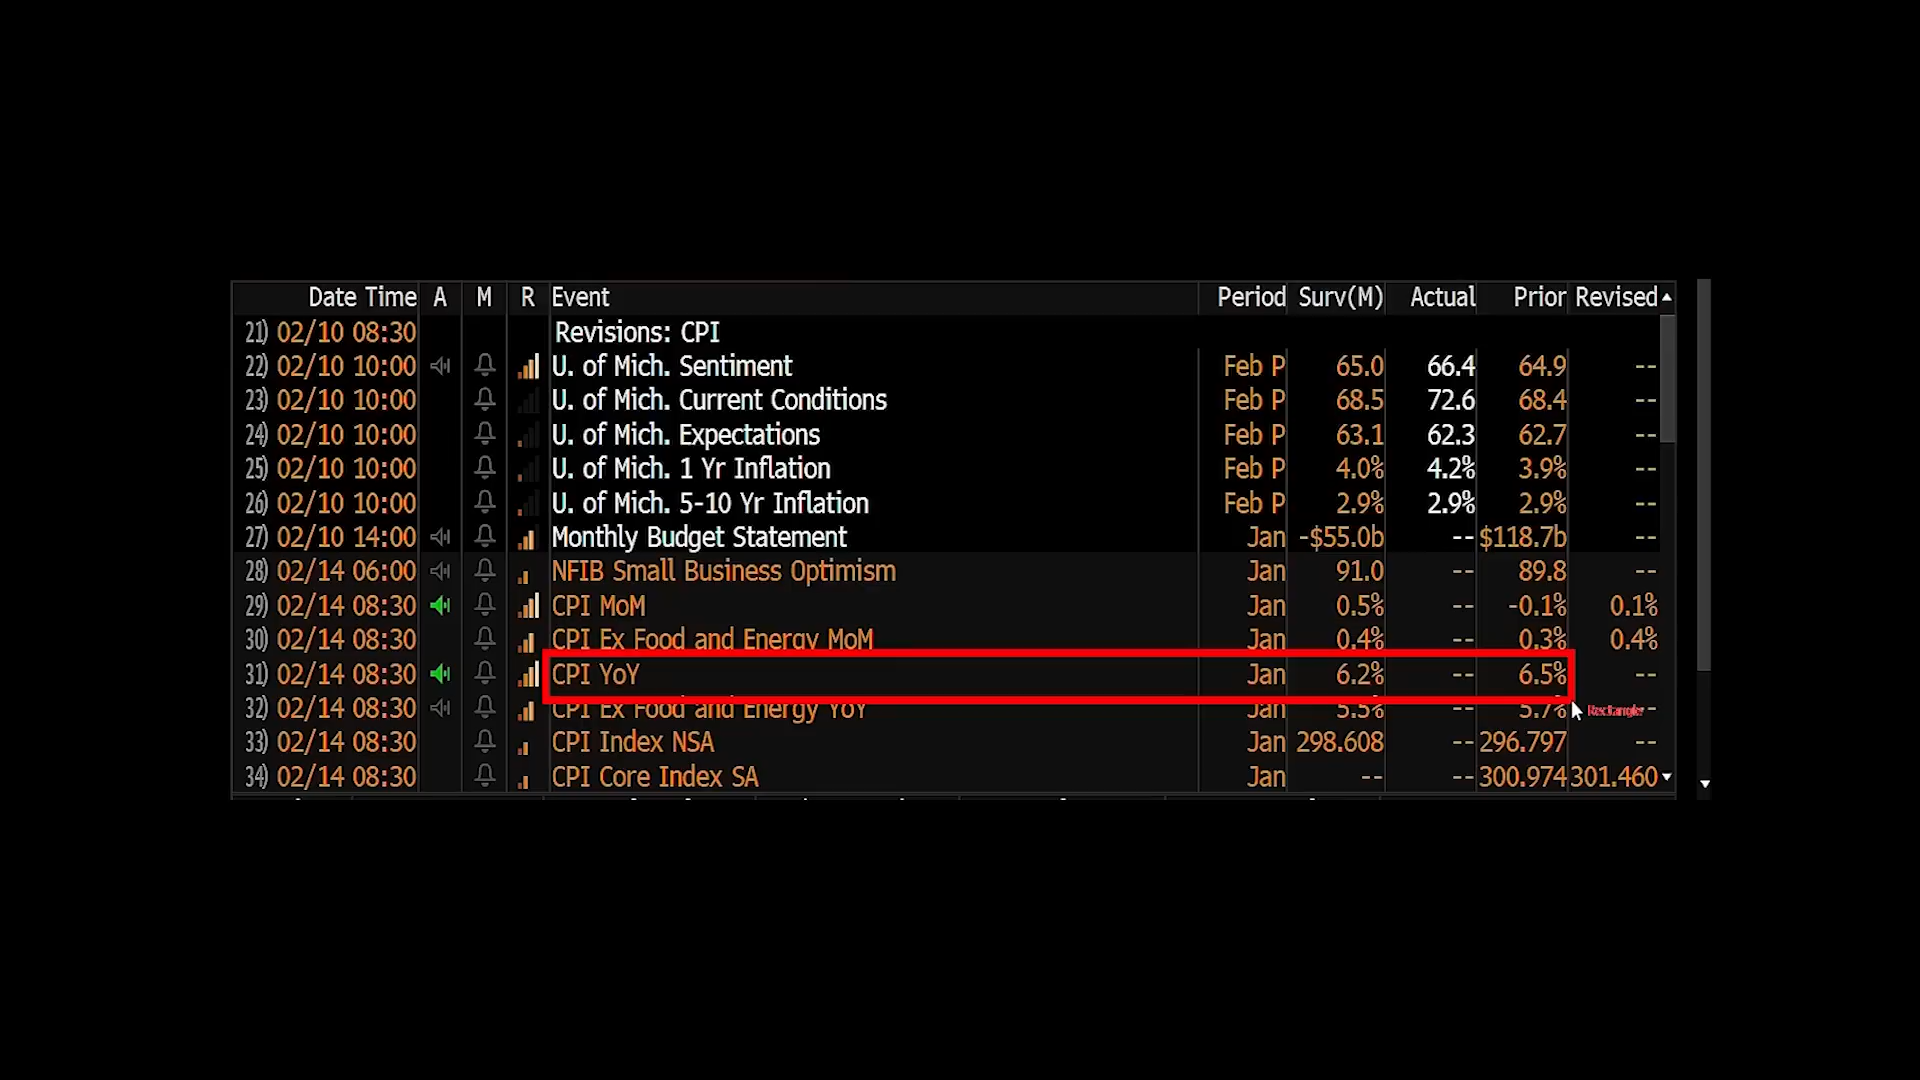 Date Time A M R Event Period Surv(M) Actual Prior Revised
21) 02/10 08:30 Revisions: CPI
22) 02/10 10:00 U. of Mich. Sentiment Feb P 65.0 66.4 64.9 --
23) 02/10 10:00 U. of Mich. Current Conditions Feb P 68.5 72.6 68.4 --
24) 02/10 10:00 U. of Mich. Expectations Feb P 63.1 62.3 62.7 --
25) 02/10 10:00 U. of Mich. 1 Yr Inflation Feb P 4.0% 4.2% 3.9% --
26) 02/10 10:00 U. of Mich. 5-10 Yr Inflation Feb P 2.9% 2.9% 2.9% --
27) 02/10 14:00 Monthly Budget Statement Jan -$55.0b -- $118.7b --
28) 02/14 06:00 NFIB Small Business Optimism Jan 91.0 -- 89.8 --
29) 02/14 08:30 CPI MoM Jan 0.5% -- -0.1% 0.1%
30) 02/14 08:30 CPI Ex Food and Energy MoM Jan 0.4% -- 0.3% 0.4%
31) 02/14 08:30 CPI YoY Jan 6.2% -- 6.5% --
32) 02/14 08:30 CPI Ex Food and Energy YoY Jan 5.5% -- 5.7% --
Rectangle
33) 02/14 08:30 CPI Index NSA Jan 298.608 -- 296.797 --
34) 02/14 08:30 CPI Core Index SA Jan -- -- 300.974 301.460